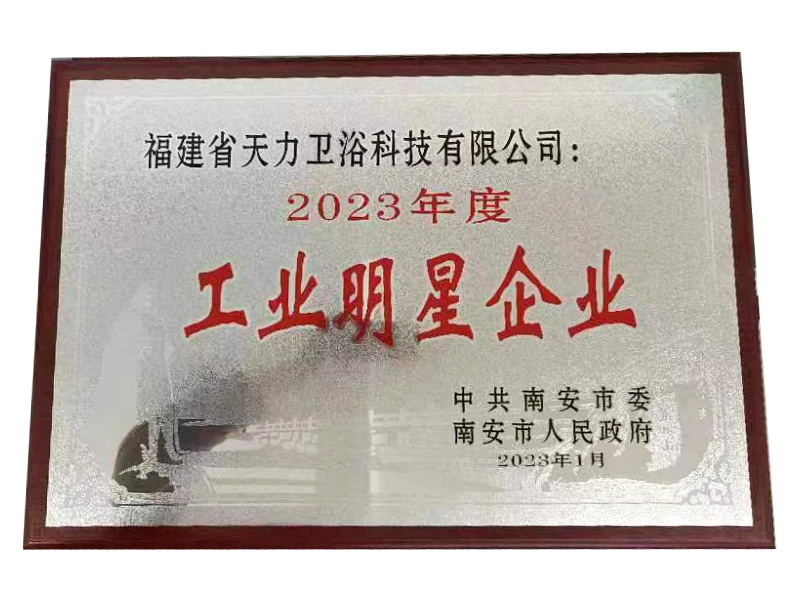 福建省天力卫浴科技有限公司：
2023年度
工业明星企业
中共南安市委
南安市人民政府
2023年1月